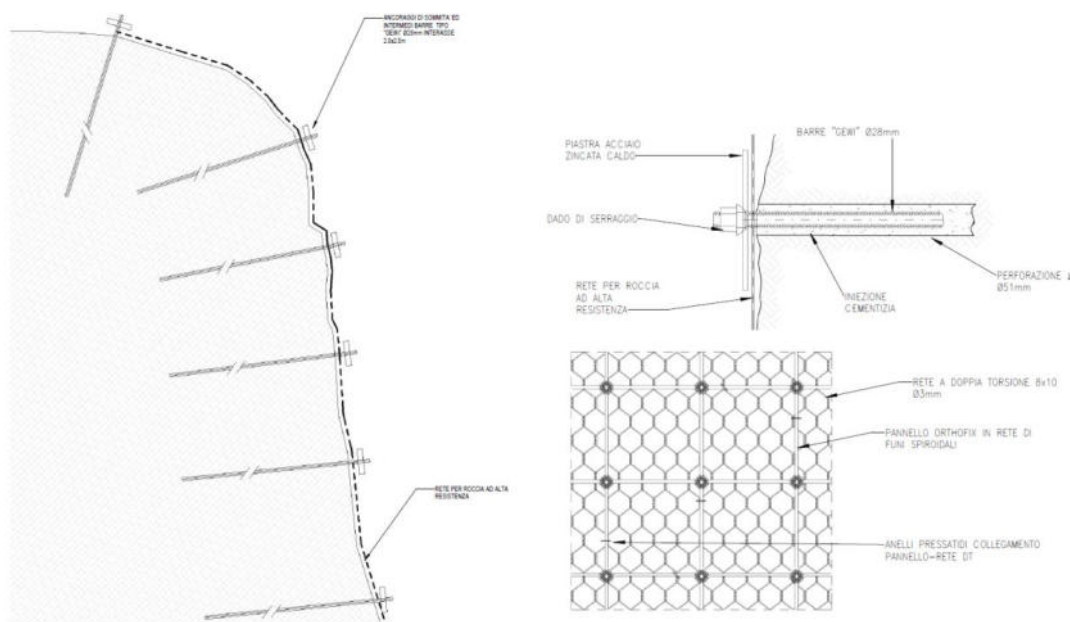 ANCORAGGI DI SOMMITA' ED
INTERMEDI BARRE TIPO
"GEWI" Ø28mm INTERASSE
2.0x2.0m
RETE PER ROCCIA AD ALTA
RESISTENZA
BARRE "GEWI" Ø28mm
PIASTRA ACCIAIO
ZINCATA CALDO
DADO DI SERRAGGIO
RETE PER ROCCIA
AD ALTA
RESISTENZA
INIEZIONE
CEMENTIZIA
PERFORAZIONE
Ø51mm
RETE A DOPPIA TORSIONE 8x10
Ø3mm
PANNELLO ORTHOFIX IN RETE DI
FUNI SPIROIDALI
ANELLI PRESSATIDI COLLEGAMENTO
PANNELLO-RETE DT